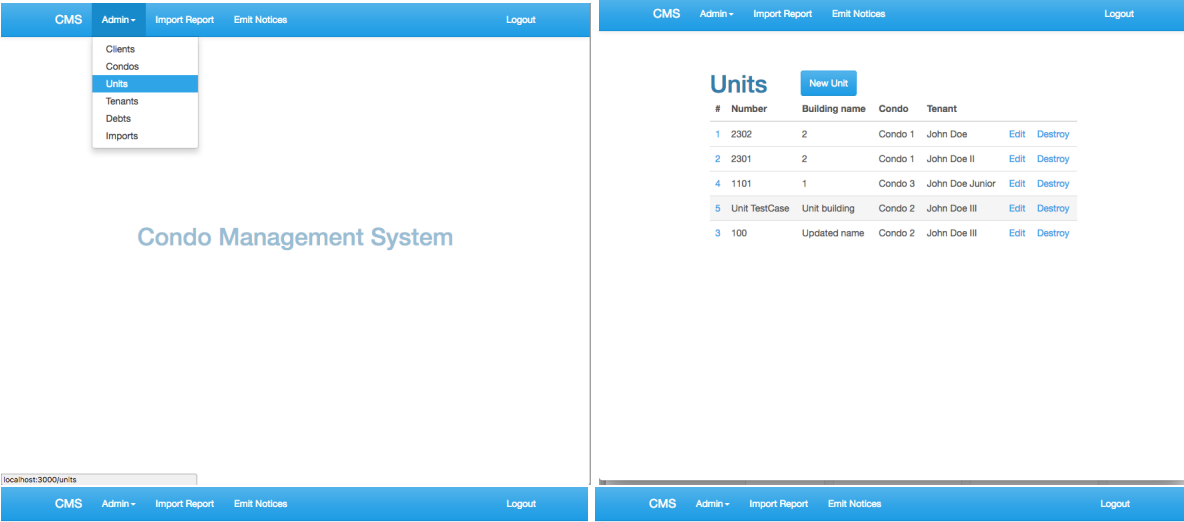 CMS Admin Import Report Emit Notices Logout
Clients
Condos
Units
Tenants
Debts
Imports
Condo Management System
localhost:3000/units
CMS Admin Import Report Emit Notices Logout
Units New Unit
# Number Building name Condo Tenant
1 2302 2 Condo 1 John Doe Edit Destroy
2 2301 2 Condo 1 John Doe II Edit Destroy
4 1101 1 Condo 3 John Doe Junior Edit Destroy
5 Unit TestCase Unit building Condo 2 John Doe III Edit Destroy
3 100 Updated name Condo 2 John Doe III Edit Destroy
CMS Admin Import Report Emit Notices Logout
CMS Admin Import Report Emit Notices Logout